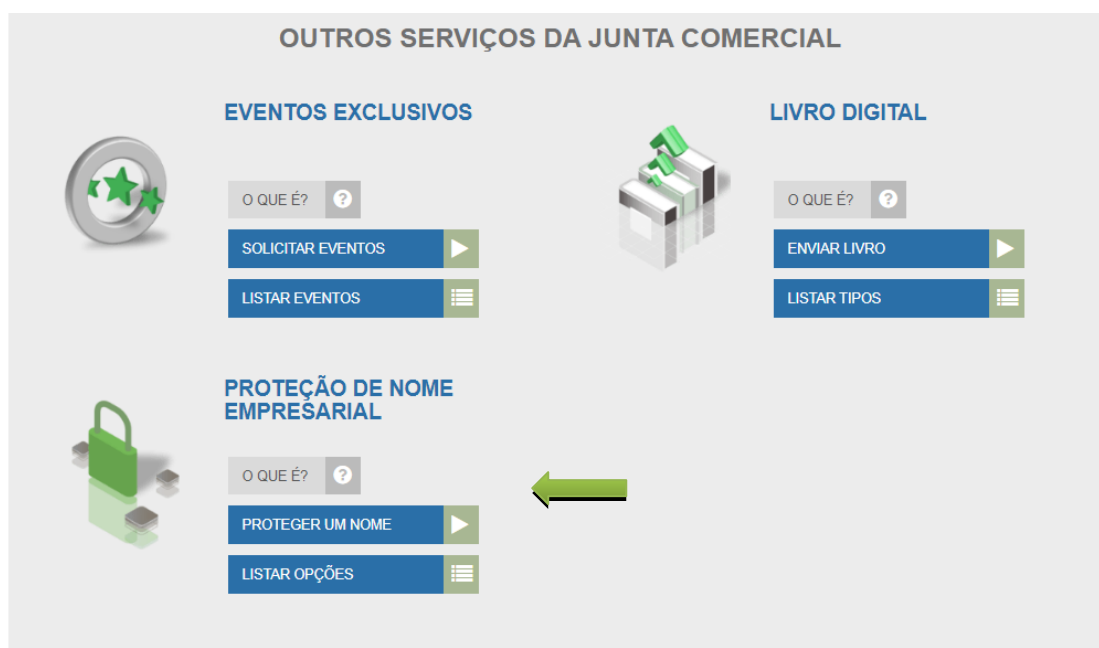 OUTROS SERVIÇOS DA JUNTA COMERCIAL
EVENTOS EXCLUSIVOS
O QUE É? ?
SOLICITAR EVENTOS
LISTAR EVENTOS
LIVRO DIGITAL
O QUE É? ?
ENVIAR LIVRO
LISTAR TIPOS
PROTEÇÃO DE NOME
EMPRESARIAL
O QUE É? ?
PROTEGER UM NOME
LISTAR OPÇÕES